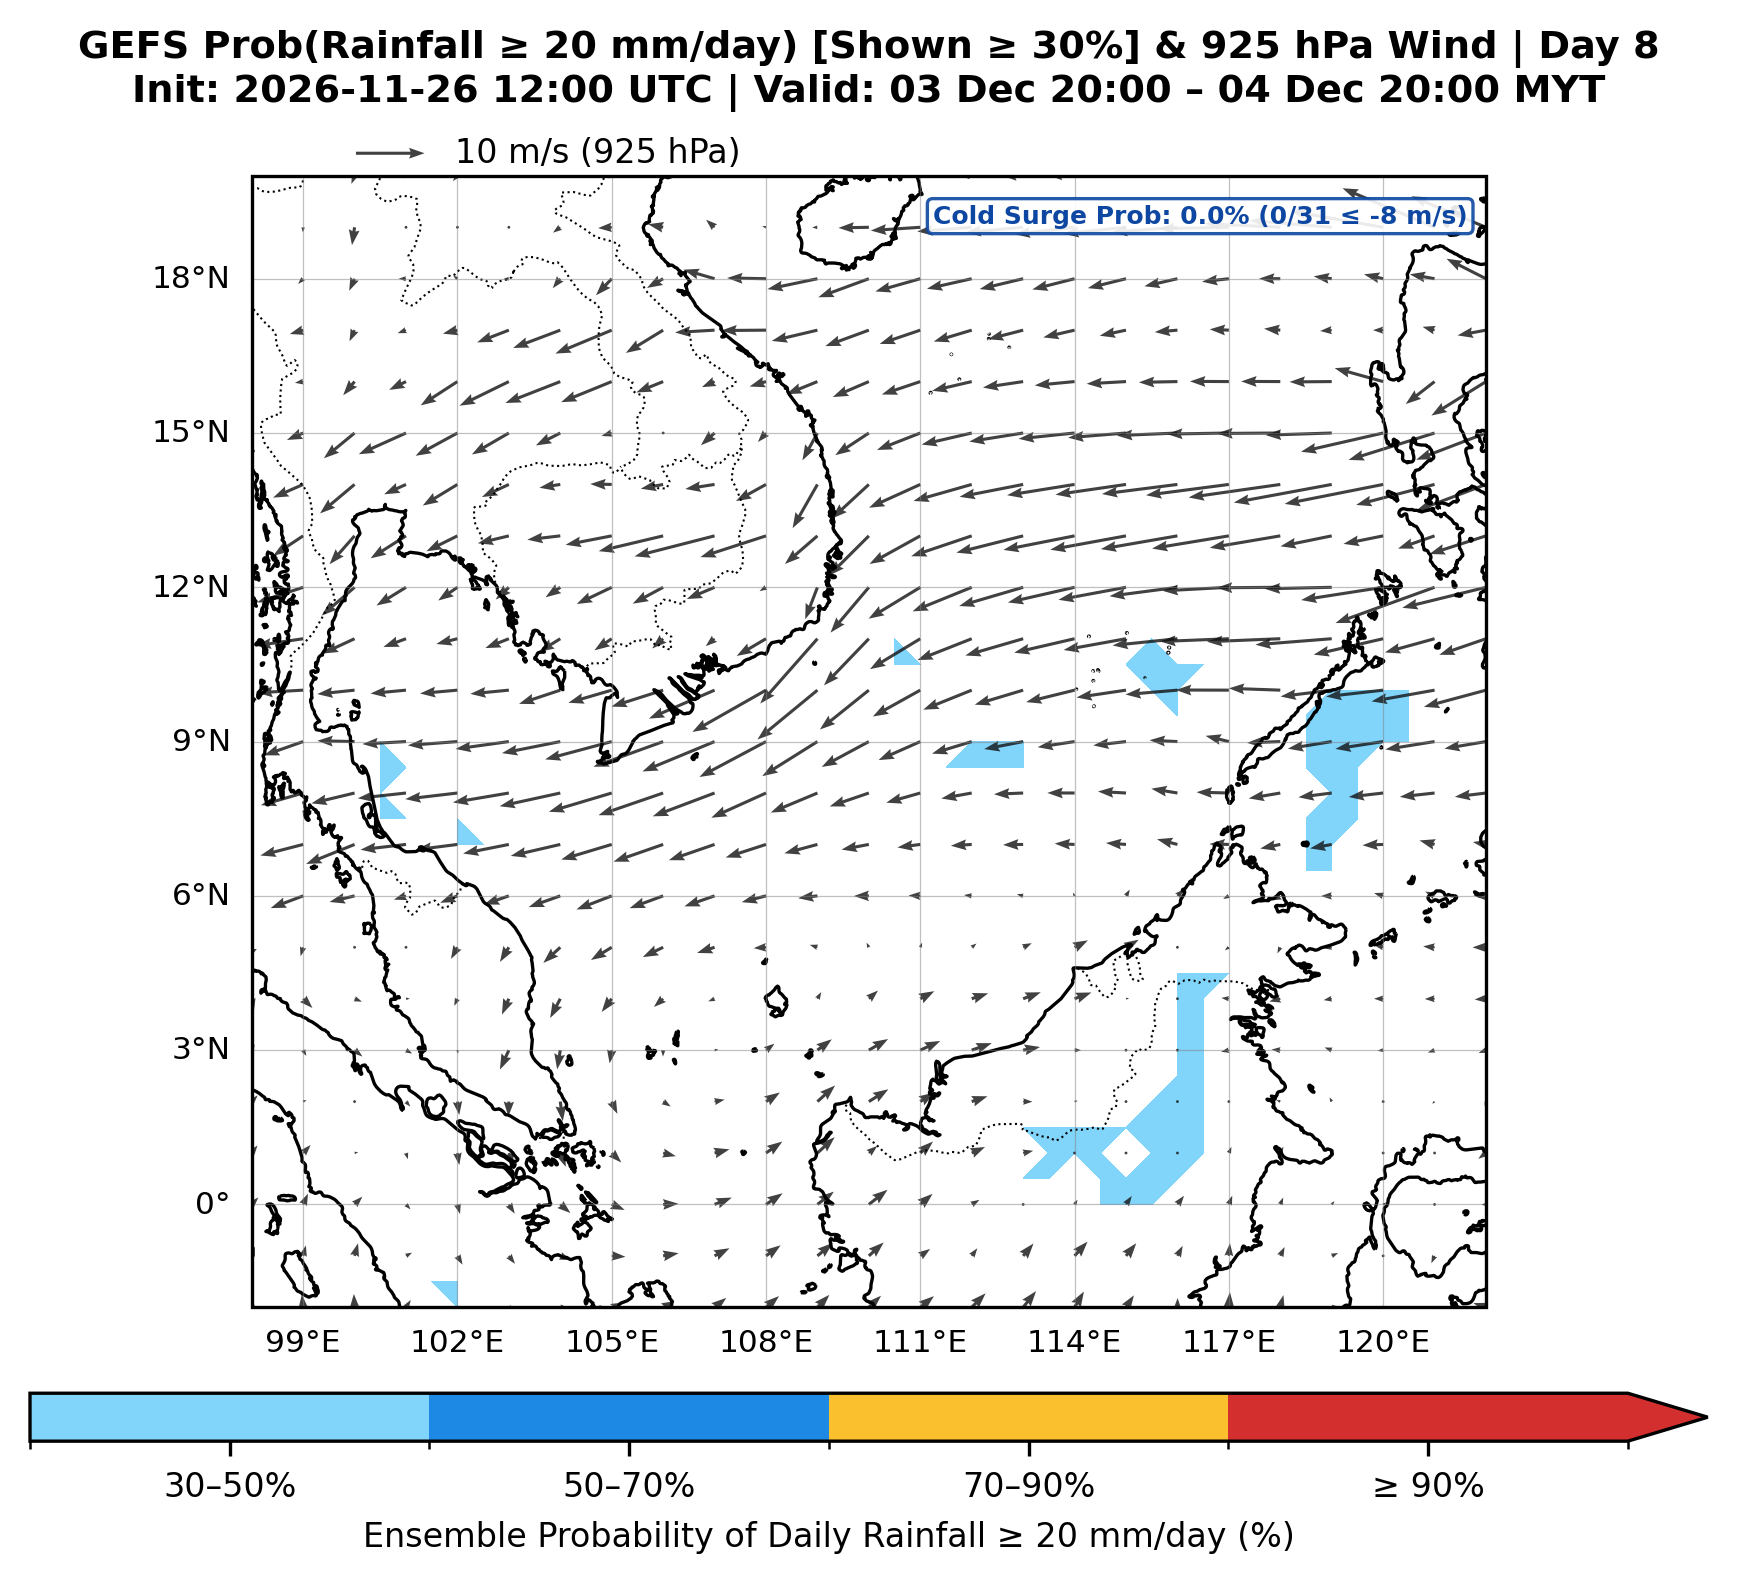 GEFS Prob(Rainfall ≥ 20 mm/day) [Shown ≥ 30%] & 925 hPa Wind | Day 8
Init: 2026-11-26 12:00 UTC | Valid: 03 Dec 20:00 – 04 Dec 20:00 MYT
10 m/s (925 hPa)
Cold Surge Prob: 0.0% (0/31 ≤ -8 m/s)
18°N
15°N
12°N
9°N
6°N
3°N
0°
99°E 102°E 105°E 108°E 111°E 114°E 117°E 120°E
30–50% 50–70% 70–90% ≥ 90%
Ensemble Probability of Daily Rainfall ≥ 20 mm/day (%)